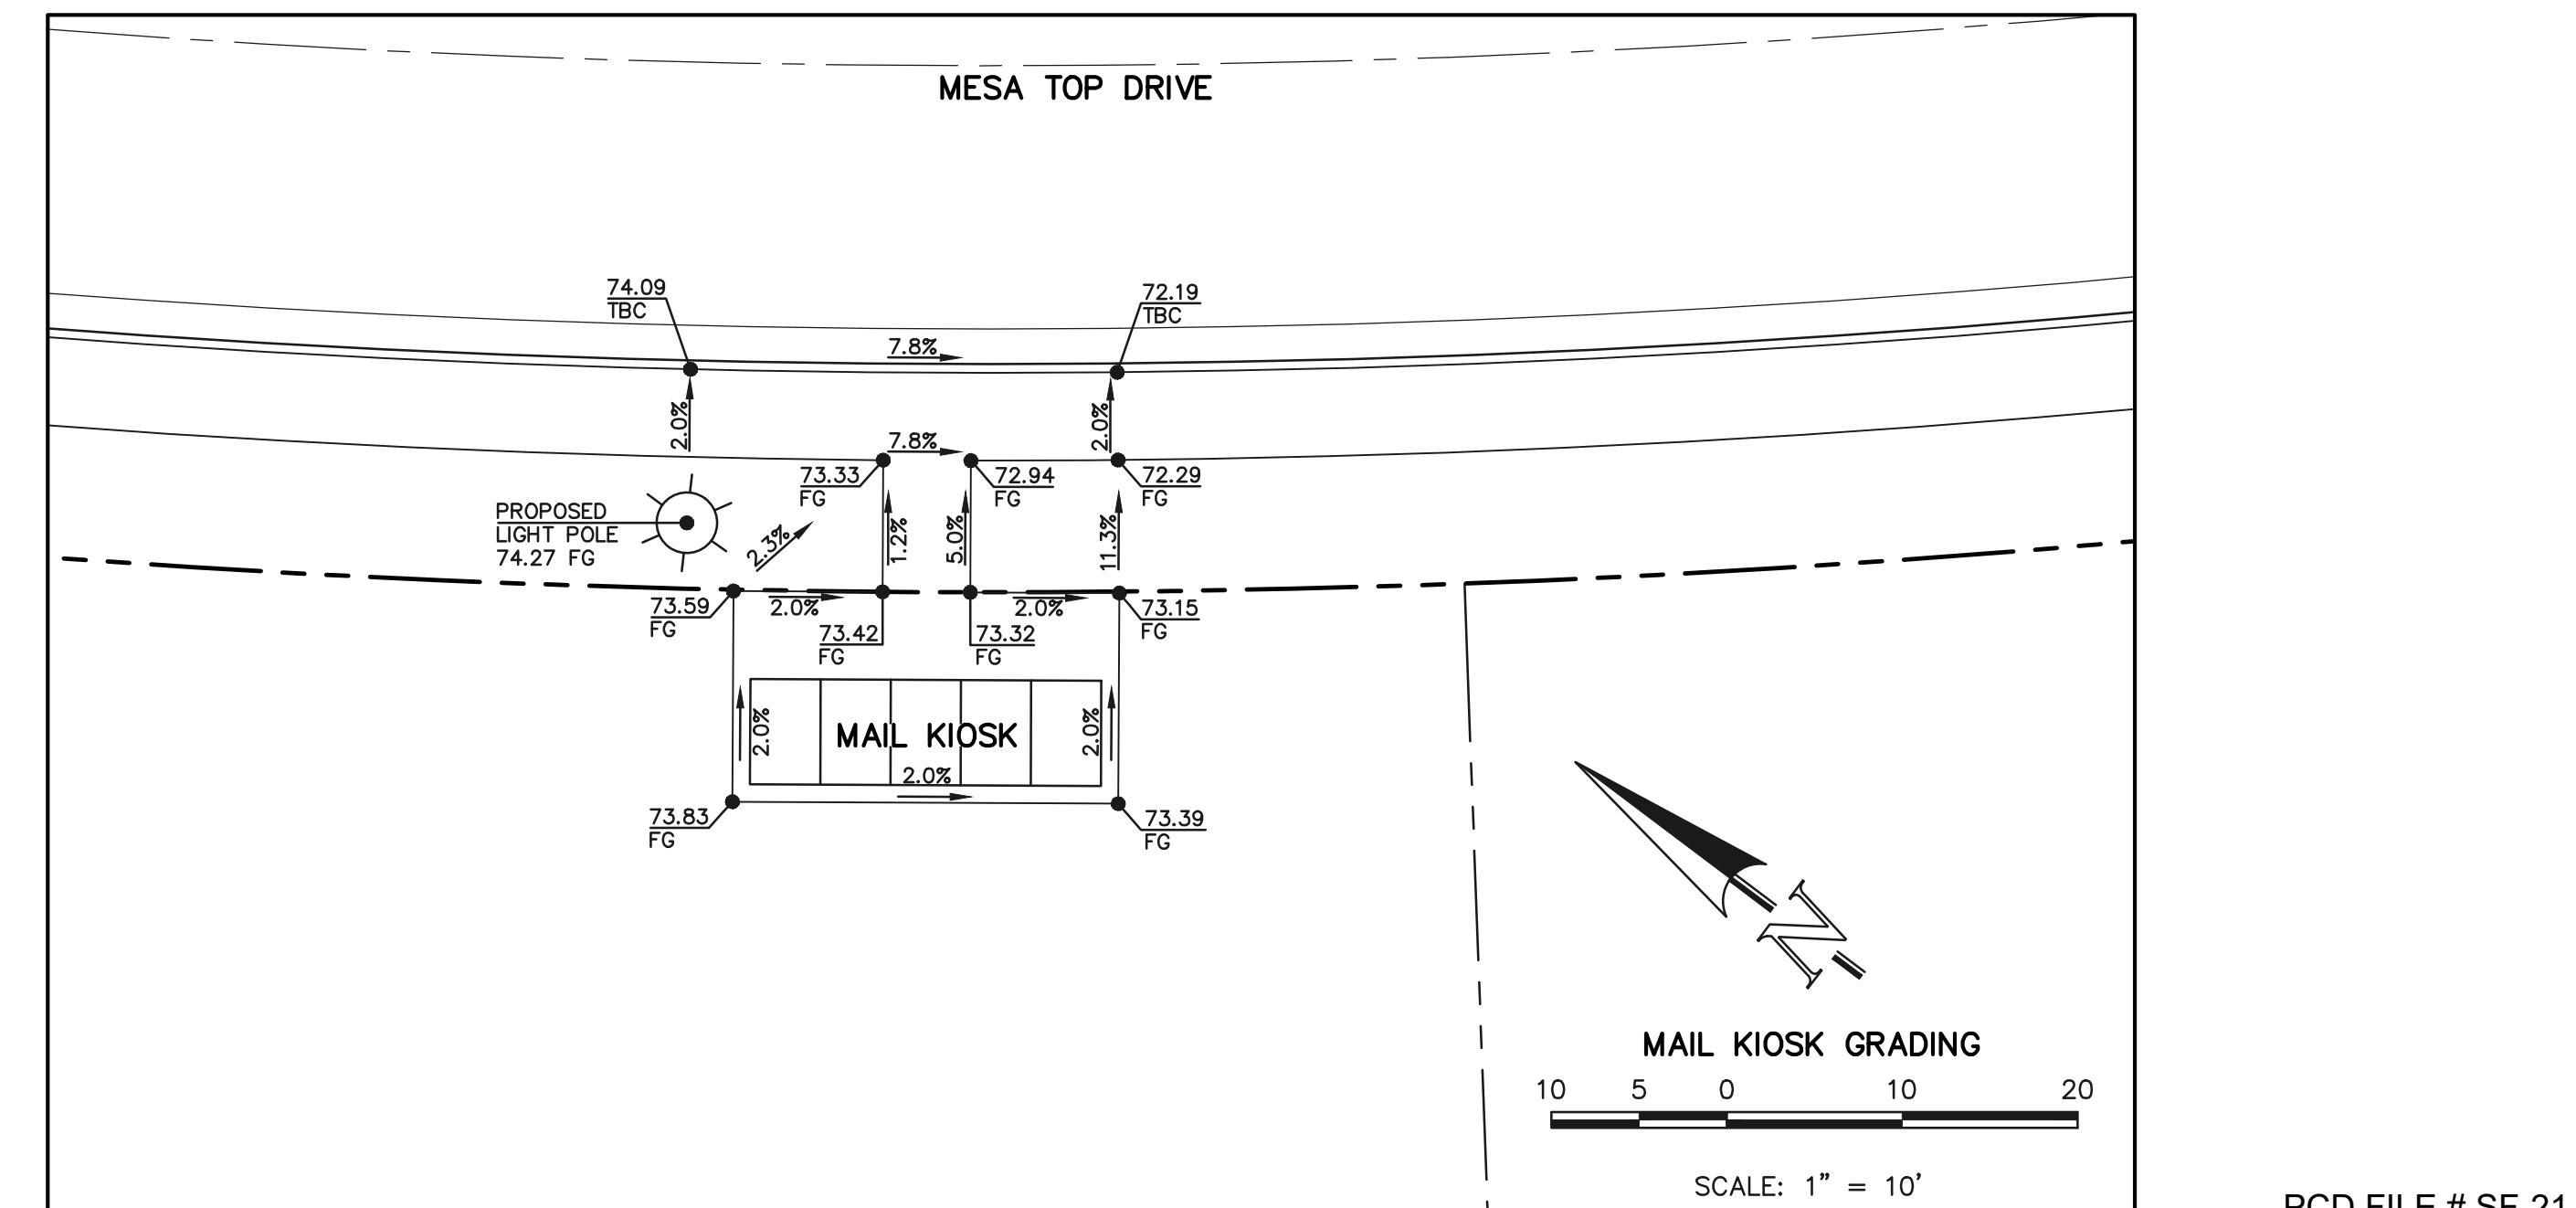 MESA TOP DRIVE
74.09
TBC
72.19
TBC
7.8%
2.0%
2.0%
7.8%
73.33
FG
72.94
FG
72.29
FG
PROPOSED
LIGHT POLE
74.27 FG
2.3%
1.2%
5.0%
11.3%
73.59
FG
2.0%
2.0%
73.15
FG
73.42
FG
73.32
FG
2.0%
MAIL KIOSK
2.0%
2.0%
73.83
FG
73.39
FG
N
MAIL KIOSK GRADING
10 5 0 10 20
SCALE: 1" = 10'
PCD FILE # SF 21